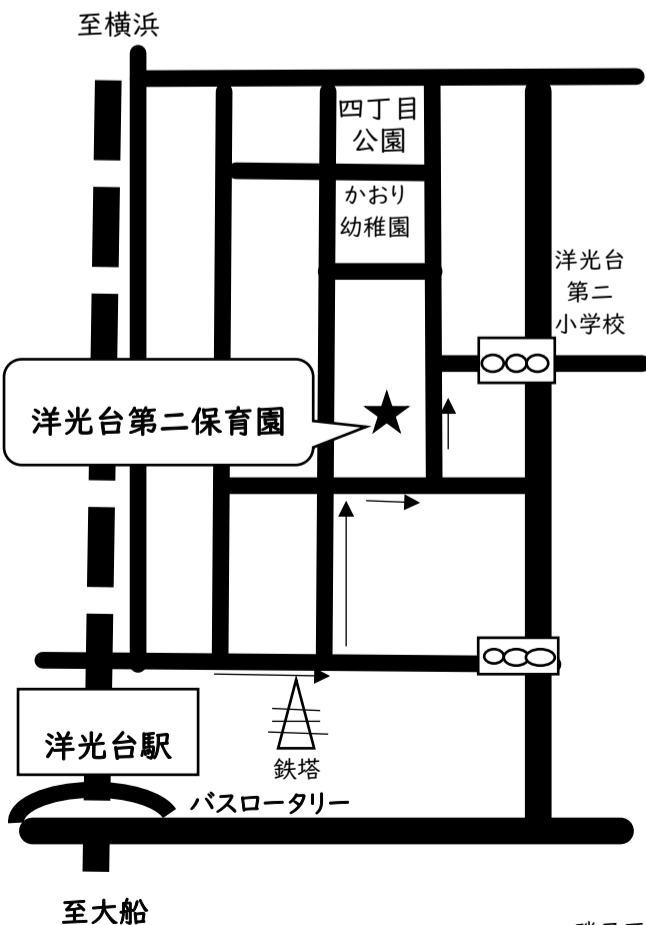 至横浜
四丁目
公園
かおり
幼稚園
洋光台
第二
小学校
洋光台第二保育園
洋光台駅
鉄塔
バスロータリー
至大船